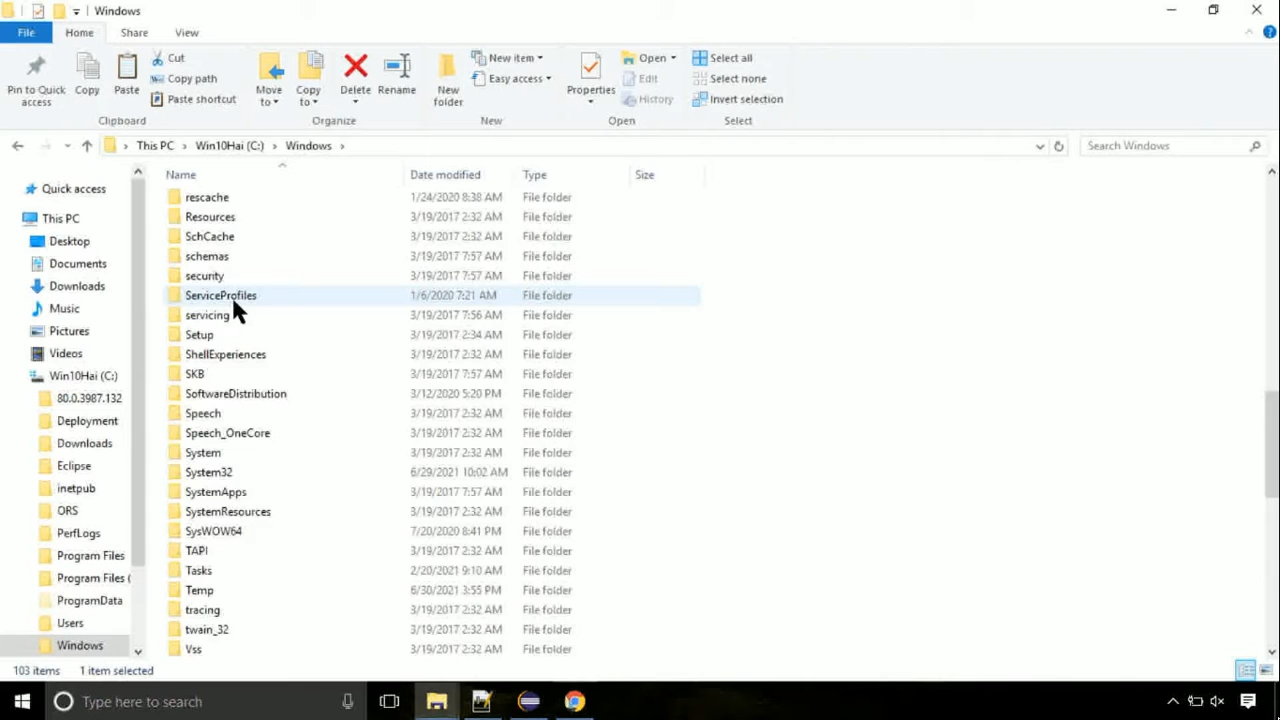 Windows
File Home Share View
Pin to Quick access
Copy
Paste
Cut
Copy path
Paste shortcut
Clipboard
Move to
Copy to
Delete
Rename
Organize
New folder
New item
Easy access
New
Properties
Open
Edit
History
Open
Select all
Select none
Invert selection
Select
This PC > Win10Hai (C:) > Windows >
Search Windows
Quick access
This PC
Desktop
Documents
Downloads
Music
Pictures
Videos
Win10Hai (C:)
80.0.3987.132
Deployment
Downloads
Eclipse
inetpub
ORS
PerfLogs
Program Files
Program Files (
ProgramData
Users
Windows
Name Date modified Type Size
rescache 1/24/2020 8:38 AM File folder
Resources 3/19/2017 2:32 AM File folder
SchCache 3/19/2017 2:32 AM File folder
schemas 3/19/2017 7:57 AM File folder
security 3/19/2017 7:57 AM File folder
ServiceProfiles 1/6/2020 7:21 AM File folder
servicing 3/19/2017 7:56 AM File folder
Setup 3/19/2017 2:34 AM File folder
ShellExperiences 3/19/2017 2:32 AM File folder
SKB 3/19/2017 7:57 AM File folder
SoftwareDistribution 3/12/2020 5:20 PM File folder
Speech 3/19/2017 2:32 AM File folder
Speech_OneCore 3/19/2017 2:32 AM File folder
System 3/19/2017 2:32 AM File folder
System32 6/29/2021 10:02 AM File folder
SystemApps 3/19/2017 7:57 AM File folder
SystemResources 3/19/2017 2:32 AM File folder
SysWOW64 7/20/2020 8:41 PM File folder
TAPI 3/19/2017 2:32 AM File folder
Tasks 2/20/2021 9:10 AM File folder
Temp 6/30/2021 3:55 PM File folder
tracing 3/19/2017 2:32 AM File folder
twain_32 3/19/2017 2:32 AM File folder
Vss 3/19/2017 2:32 AM File folder
103 items 1 item selected
Type here to search